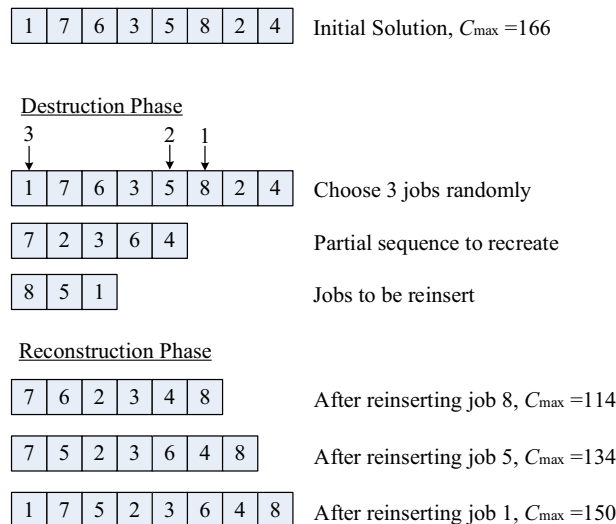 1 7 6 3 5 8 2 4 Initial Solution, Cmax =166
Destruction Phase
3 2 1
1 7 6 3 5 8 2 4 Choose 3 jobs randomly
7 2 3 6 4 Partial sequence to recreate
8 5 1 Jobs to be reinsert
Reconstruction Phase
7 6 2 3 4 8 After reinserting job 8, Cmax =114
7 5 2 3 6 4 8 After reinserting job 5, Cmax =134
1 7 5 2 3 6 4 8 After reinserting job 1, Cmax =150